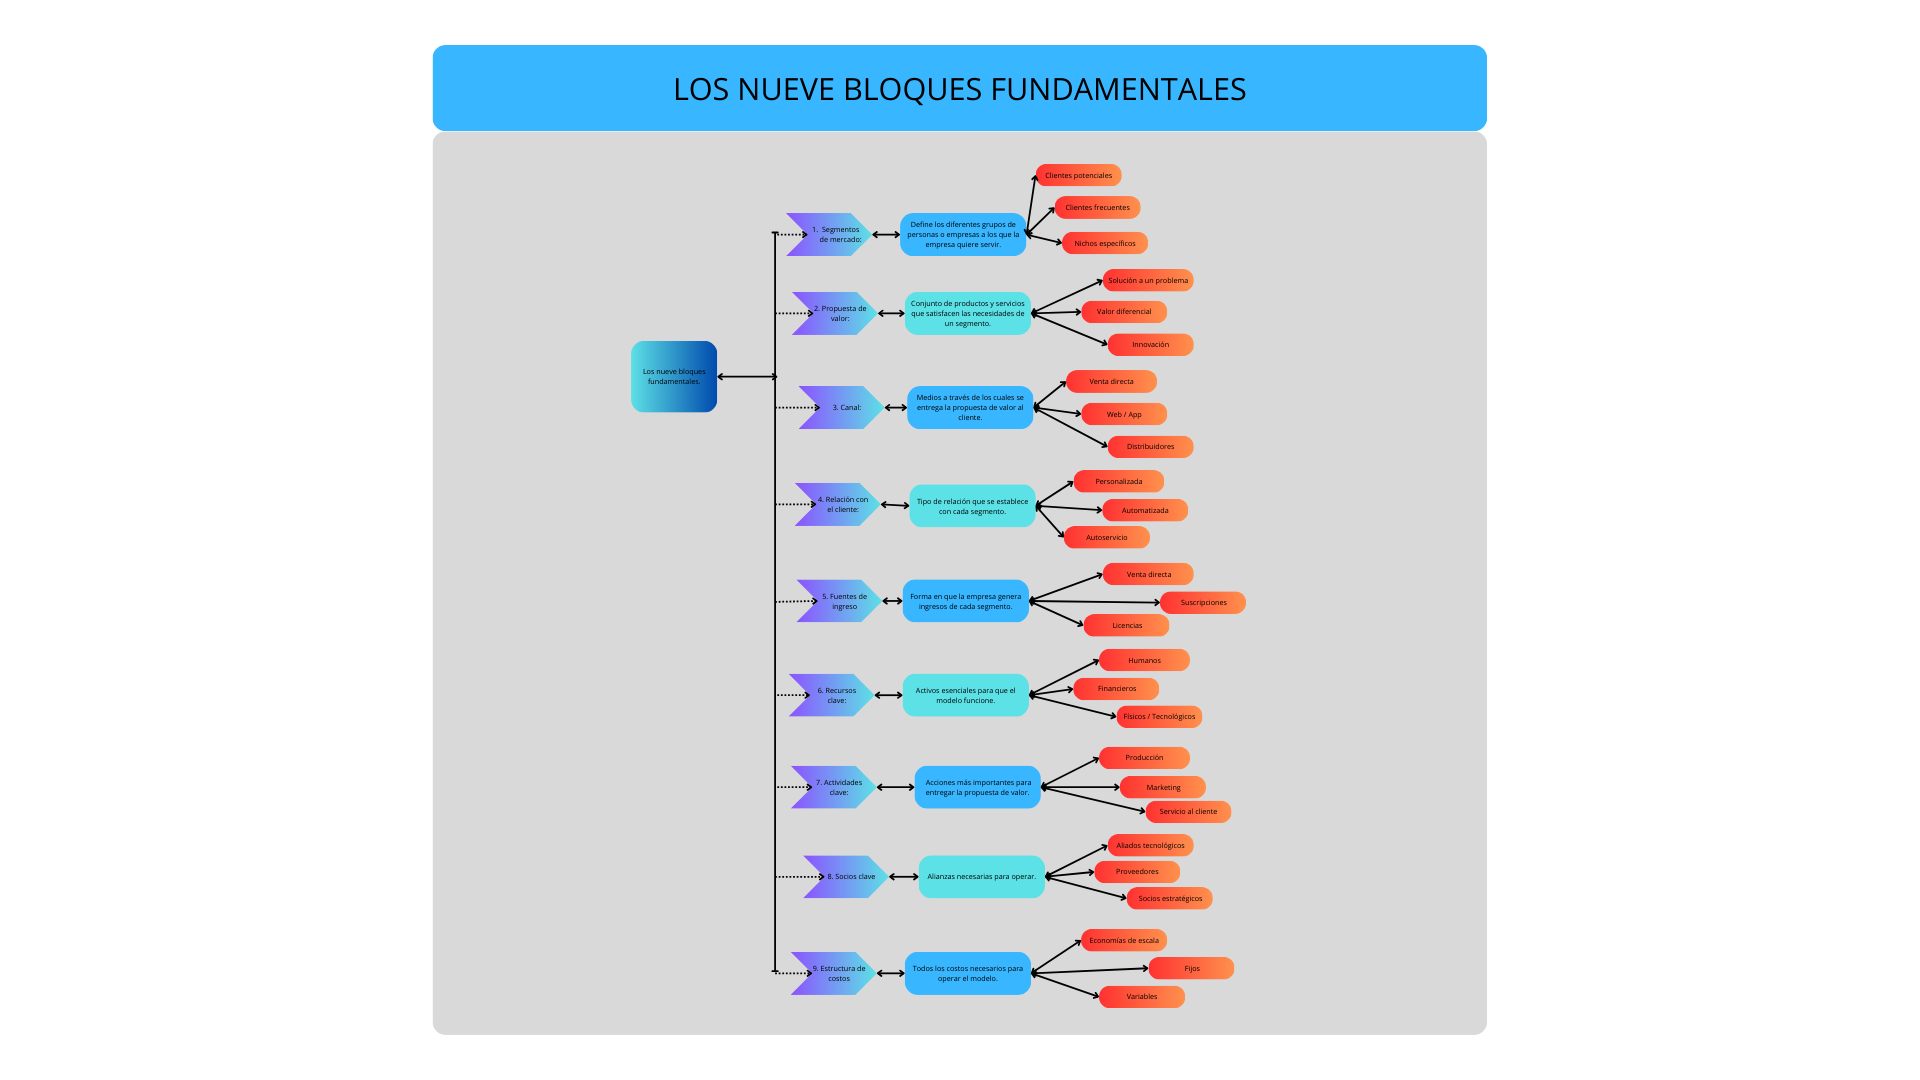 LOS NUEVE BLOQUES FUNDAMENTALES
Los nueve bloques
fundamentales.
1. Segmentos
de mercado:
Define los diferentes grupos de
personas o empresas a los que la
empresa quiere servir.
Clientes potenciales
Clientes frecuentes
Nichos específicos
2. Propuesta de
valor:
Conjunto de productos y servicios
que satisfacen las necesidades de
un segmento.
Solución a un problema
Valor diferencial
Innovación
3. Canal:
Medios a través de los cuales se
entrega la propuesta de valor al
cliente.
Venta directa
Web / App
Distribuidores
4. Relación con
el cliente:
Tipo de relación que se establece
con cada segmento.
Personalizada
Automatizada
Autoservicio
5. Fuentes de
ingreso
Forma en que la empresa genera
ingresos de cada segmento.
Venta directa
Suscripciones
Licencias
6. Recursos
clave:
Activos esenciales para que el
modelo funcione.
Humanos
Financieros
Físicos / Tecnológicos
7. Actividades
clave:
Acciones más importantes para
entregar la propuesta de valor.
Producción
Marketing
Servicio al cliente
8. Socios clave
Alianzas necesarias para operar.
Aliados tecnológicos
Proveedores
Socios estratégicos
9. Estructura de
costos
Todos los costos necesarios para
operar el modelo.
Economías de escala
Fijos
Variables